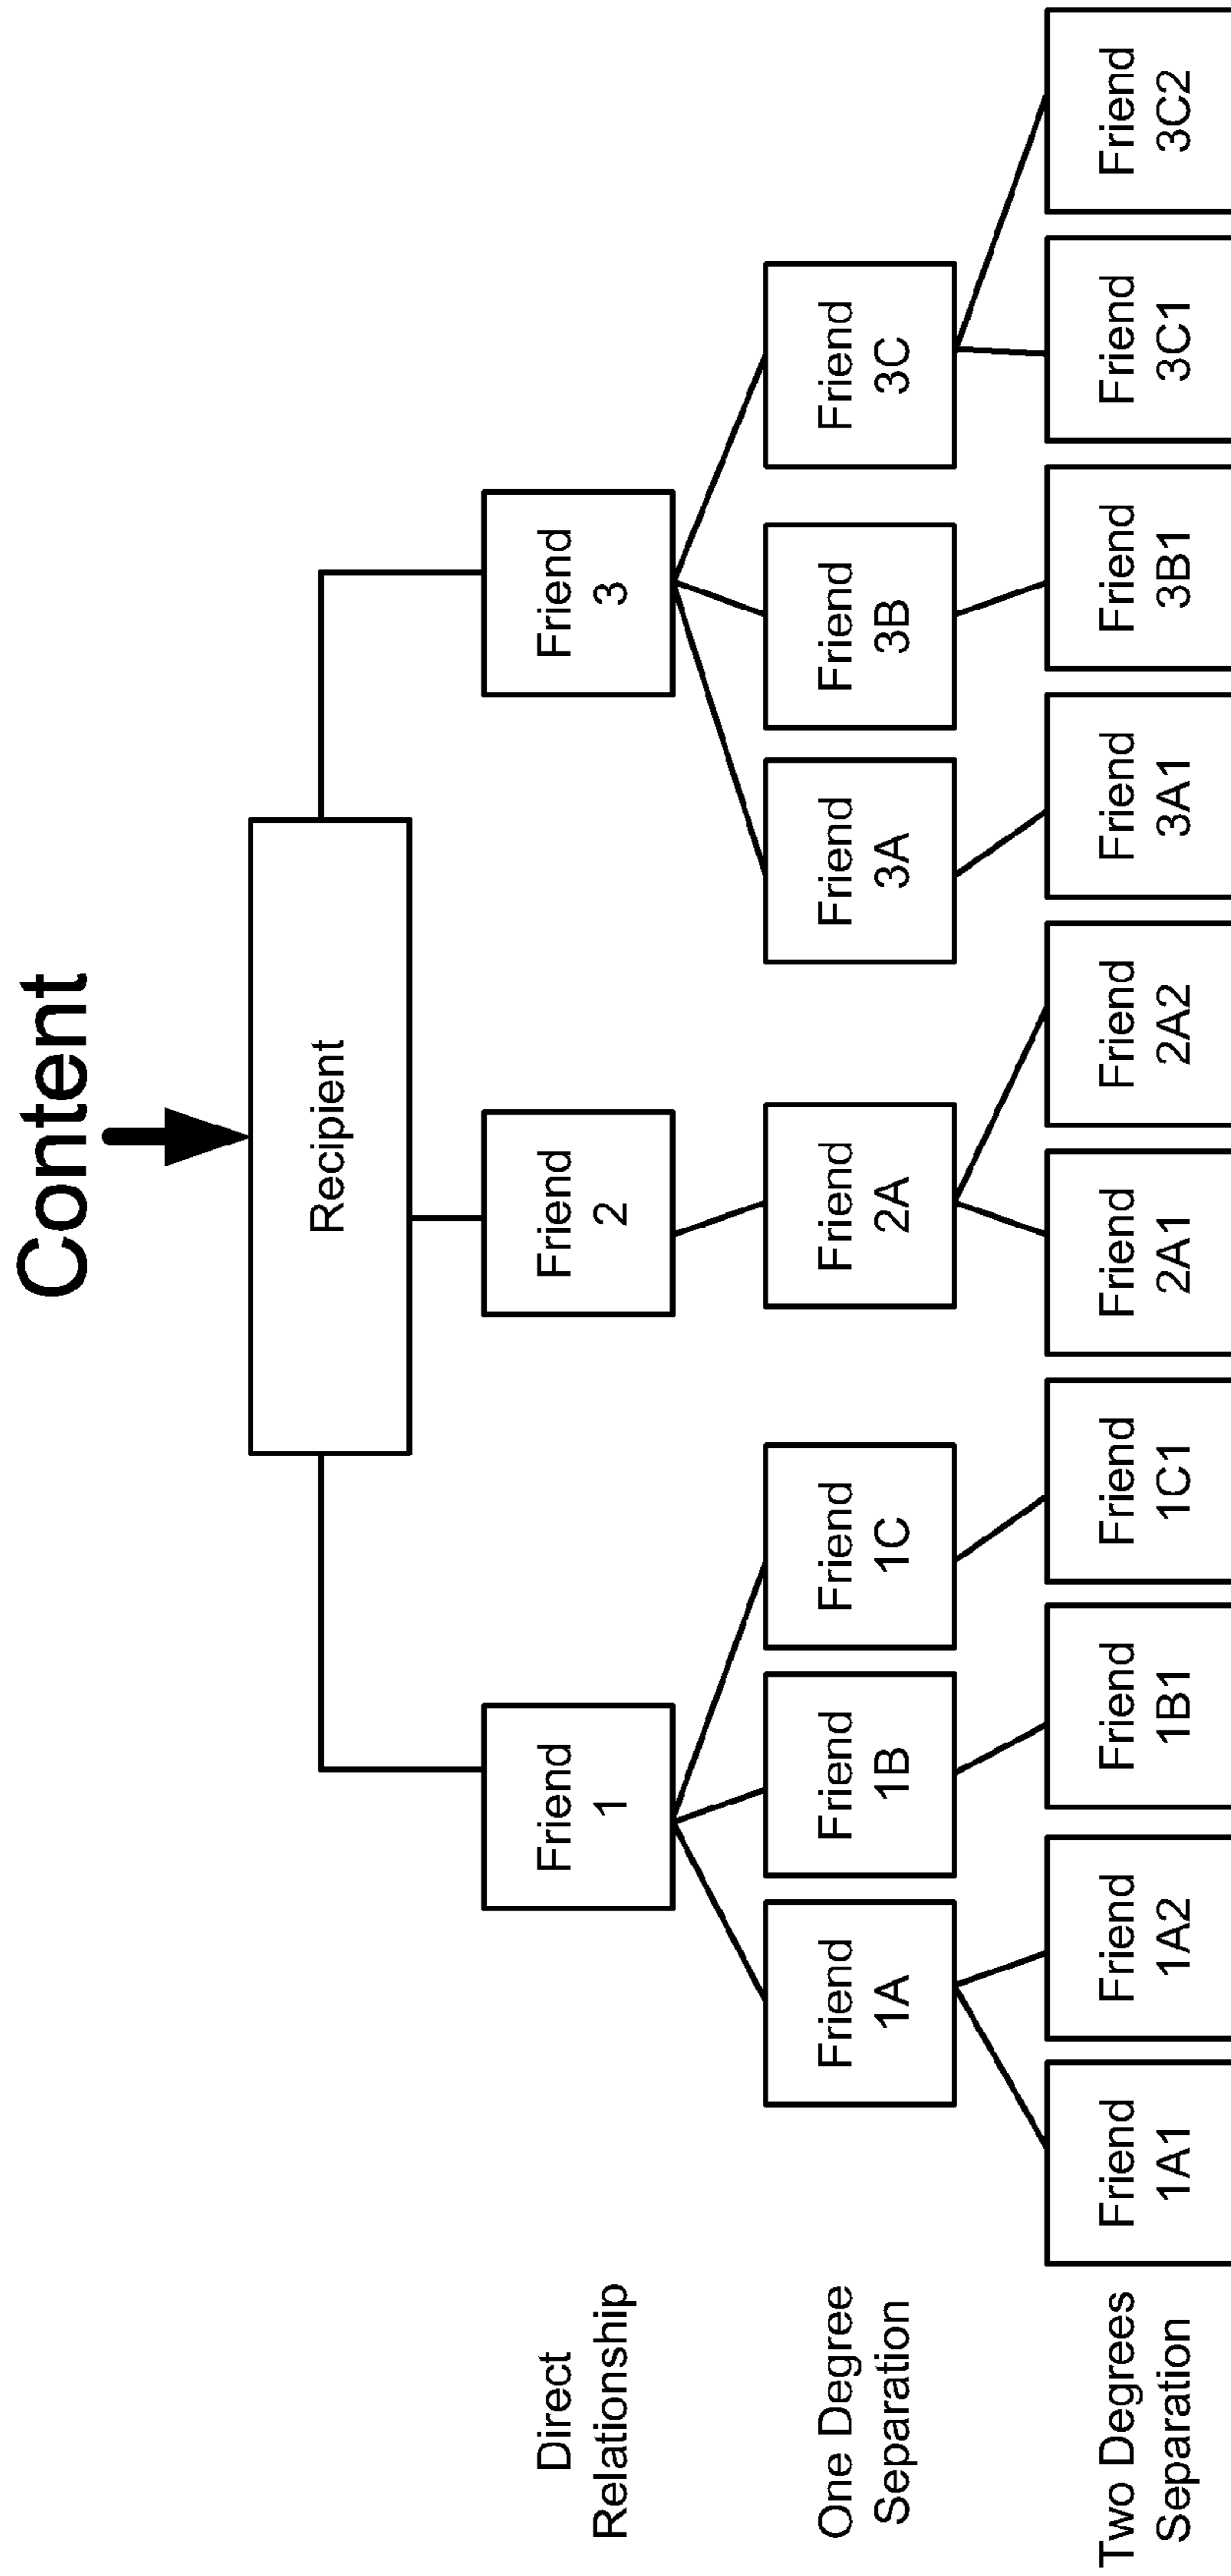 Content
Recipient
Direct
Relationship
Friend
1
Friend
2
Friend
3
One Degree
Separation
Friend
1A
Friend
1B
Friend
1C
Friend
2A
Friend
3A
Friend
3B
Friend
3C
Two Degrees
Separation
Friend
1A1
Friend
1A2
Friend
1B1
Friend
1C1
Friend
2A1
Friend
2A2
Friend
3A1
Friend
3B1
Friend
3C1
Friend
3C2